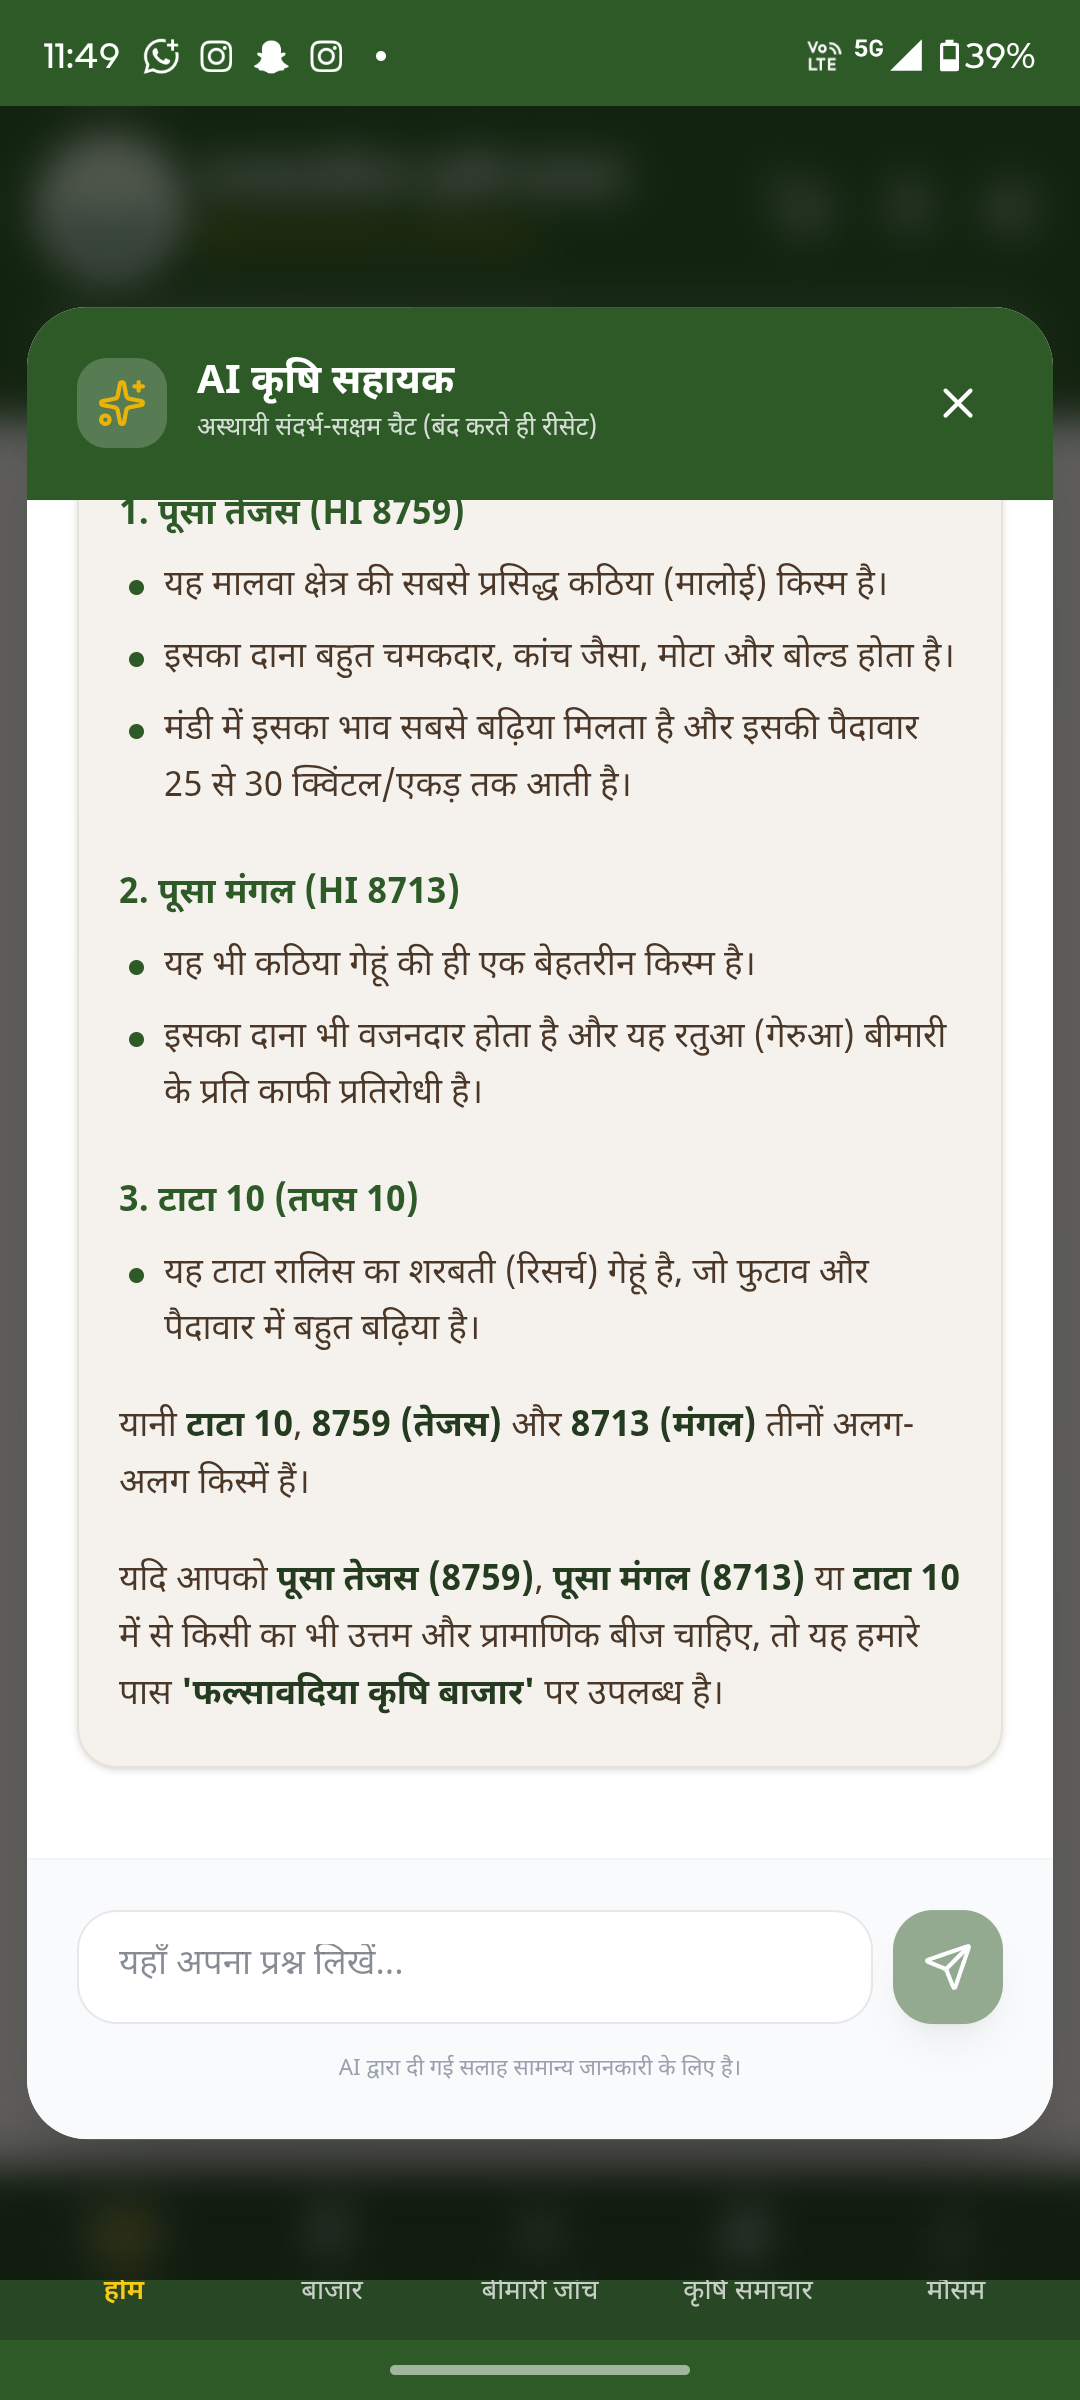 11:49
Vo LTE 5G 39%
AI कृषि सहायक
अस्थायी संदर्भ-सक्षम चैट (बंद करते ही रीसेट)
1. पूसा तेजस (HI 8759)
यह मालवा क्षेत्र की सबसे प्रसिद्ध कठिया (मालोई) किस्म है।
इसका दाना बहुत चमकदार, कांच जैसा, मोटा और बोल्ड होता है।
मंडी में इसका भाव सबसे बढ़िया मिलता है और इसकी पैदावार
25 से 30 क्विंटल/एकड़ तक आती है।
2. पूसा मंगल (HI 8713)
यह भी कठिया गेहूं की ही एक बेहतरीन किस्म है।
इसका दाना भी वजनदार होता है और यह रतुआ (गेरुआ) बीमारी
के प्रति काफी प्रतिरोधी है।
3. टाटा 10 (तपस 10)
यह टाटा रालिस का शरबती (रिसर्च) गेहूं है, जो फुटाव और
पैदावार में बहुत बढ़िया है।
यानी टाटा 10, 8759 (तेजस) और 8713 (मंगल) तीनों अलग-
अलग किस्में हैं।
यदि आपको पूसा तेजस (8759), पूसा मंगल (8713) या टाटा 10
में से किसी का भी उत्तम और प्रामाणिक बीज चाहिए, तो यह हमारे
पास 'फल्सावदिया कृषि बाजार' पर उपलब्ध है।
यहाँ अपना प्रश्न लिखें...
AI द्वारा दी गई सलाह सामान्य जानकारी के लिए है।
होम बाजार बीमारी जांच कृषि समाचार मौसम